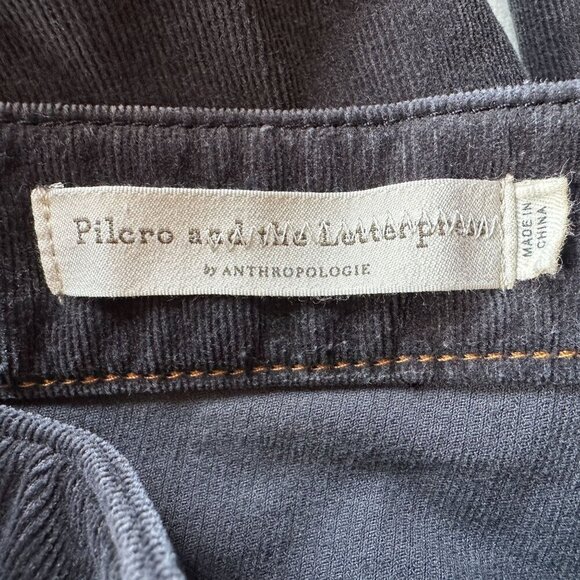 Pilcro and the Letterpress
by ANTHROPOLOGIE
MADE IN
CHINA